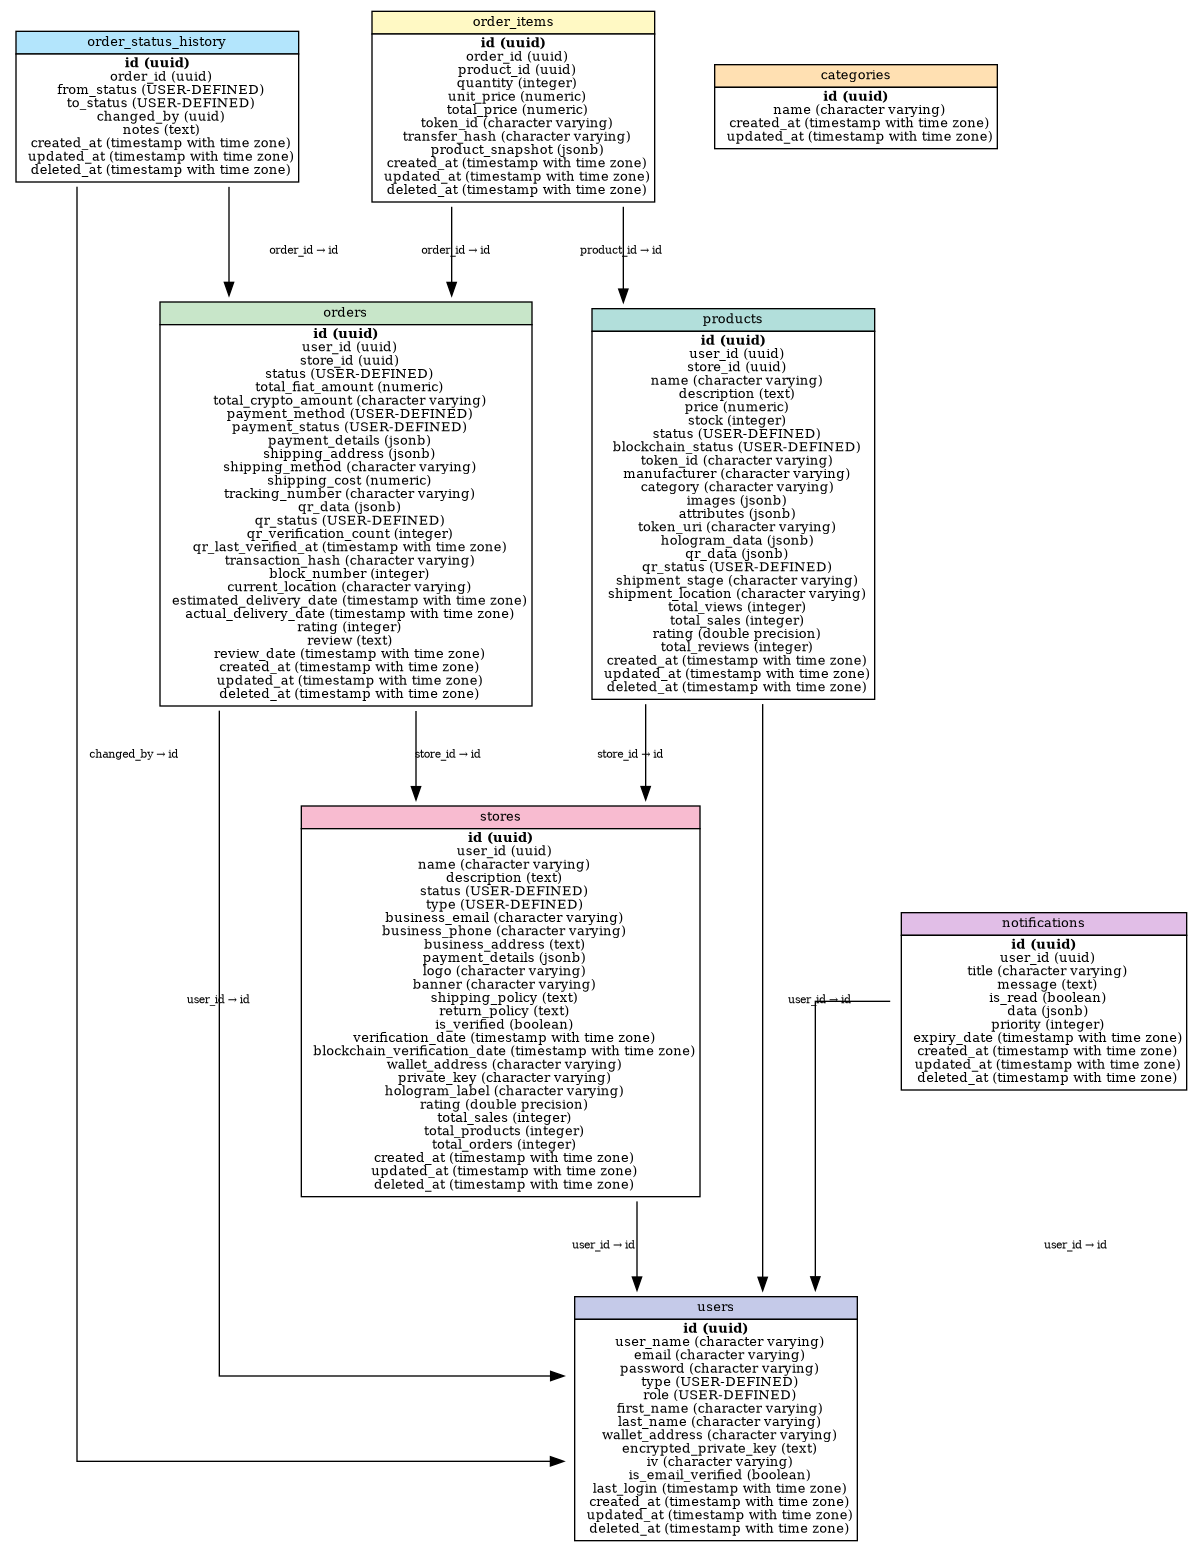 order_status_history
id (uuid)
order_id (uuid)
from_status (USER-DEFINED)
to_status (USER-DEFINED)
changed_by (uuid)
notes (text)
created_at (timestamp with time zone)
updated_at (timestamp with time zone)
deleted_at (timestamp with time zone)
order_items
id (uuid)
order_id (uuid)
product_id (uuid)
quantity (integer)
unit_price (numeric)
total_price (numeric)
token_id (character varying)
transfer_hash (character varying)
product_snapshot (jsonb)
created_at (timestamp with time zone)
updated_at (timestamp with time zone)
deleted_at (timestamp with time zone)
categories
id (uuid)
name (character varying)
created_at (timestamp with time zone)
updated_at (timestamp with time zone)
order_id → id
order_id → id
product_id → id
orders
id (uuid)
user_id (uuid)
store_id (uuid)
status (USER-DEFINED)
total_fiat_amount (numeric)
total_crypto_amount (character varying)
payment_method (USER-DEFINED)
payment_status (USER-DEFINED)
payment_details (jsonb)
shipping_address (jsonb)
shipping_method (character varying)
shipping_cost (numeric)
tracking_number (character varying)
qr_data (jsonb)
qr_status (USER-DEFINED)
qr_verification_count (integer)
qr_last_verified_at (timestamp with time zone)
transaction_hash (character varying)
block_number (integer)
current_location (character varying)
estimated_delivery_date (timestamp with time zone)
actual_delivery_date (timestamp with time zone)
rating (integer)
review (text)
review_date (timestamp with time zone)
created_at (timestamp with time zone)
updated_at (timestamp with time zone)
deleted_at (timestamp with time zone)
products
id (uuid)
user_id (uuid)
store_id (uuid)
name (character varying)
description (text)
price (numeric)
stock (integer)
status (USER-DEFINED)
blockchain_status (USER-DEFINED)
token_id (character varying)
manufacturer (character varying)
category (character varying)
images (jsonb)
attributes (jsonb)
token_uri (character varying)
hologram_data (jsonb)
qr_data (jsonb)
qr_status (USER-DEFINED)
shipment_stage (character varying)
shipment_location (character varying)
total_views (integer)
total_sales (integer)
rating (double precision)
total_reviews (integer)
created_at (timestamp with time zone)
updated_at (timestamp with time zone)
deleted_at (timestamp with time zone)
changed_by → id
store_id → id
store_id → id
stores
id (uuid)
user_id (uuid)
name (character varying)
description (text)
status (USER-DEFINED)
type (USER-DEFINED)
business_email (character varying)
business_phone (character varying)
business_address (text)
payment_details (jsonb)
logo (character varying)
banner (character varying)
shipping_policy (text)
return_policy (text)
is_verified (boolean)
verification_date (timestamp with time zone)
blockchain_verification_date (timestamp with time zone)
wallet_address (character varying)
private_key (character varying)
hologram_label (character varying)
rating (double precision)
total_sales (integer)
total_products (integer)
total_orders (integer)
created_at (timestamp with time zone)
updated_at (timestamp with time zone)
deleted_at (timestamp with time zone)
notifications
id (uuid)
user_id (uuid)
title (character varying)
message (text)
is_read (boolean)
data (jsonb)
priority (integer)
expiry_date (timestamp with time zone)
created_at (timestamp with time zone)
updated_at (timestamp with time zone)
deleted_at (timestamp with time zone)
user_id → id
user_id → id
user_id → id
user_id → id
users
id (uuid)
user_name (character varying)
email (character varying)
password (character varying)
type (USER-DEFINED)
role (USER-DEFINED)
first_name (character varying)
last_name (character varying)
wallet_address (character varying)
encrypted_private_key (text)
iv (character varying)
is_email_verified (boolean)
last_login (timestamp with time zone)
created_at (timestamp with time zone)
updated_at (timestamp with time zone)
deleted_at (timestamp with time zone)